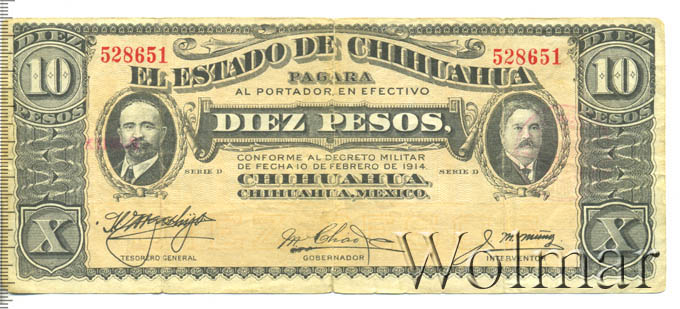 DIEZ
DIEZ
528651
528651
EL ESTADO DE CHIHUAHUA
10
10
PAGARA
AL PORTADOR, EN EFECTIVO
PESOS
PESOS
DIEZ PESOS,
CONFORME AL DECRETO MILITAR
DE FECHA 10 DE FEBRERO DE 1914.
SERIE D
SERIE D
CHIHUAHUA,
CHIHUAHUA, MEXICO.
X
X
TESORERO GENERAL
GOBERNADOR
INTERVENTOR
Wolmar